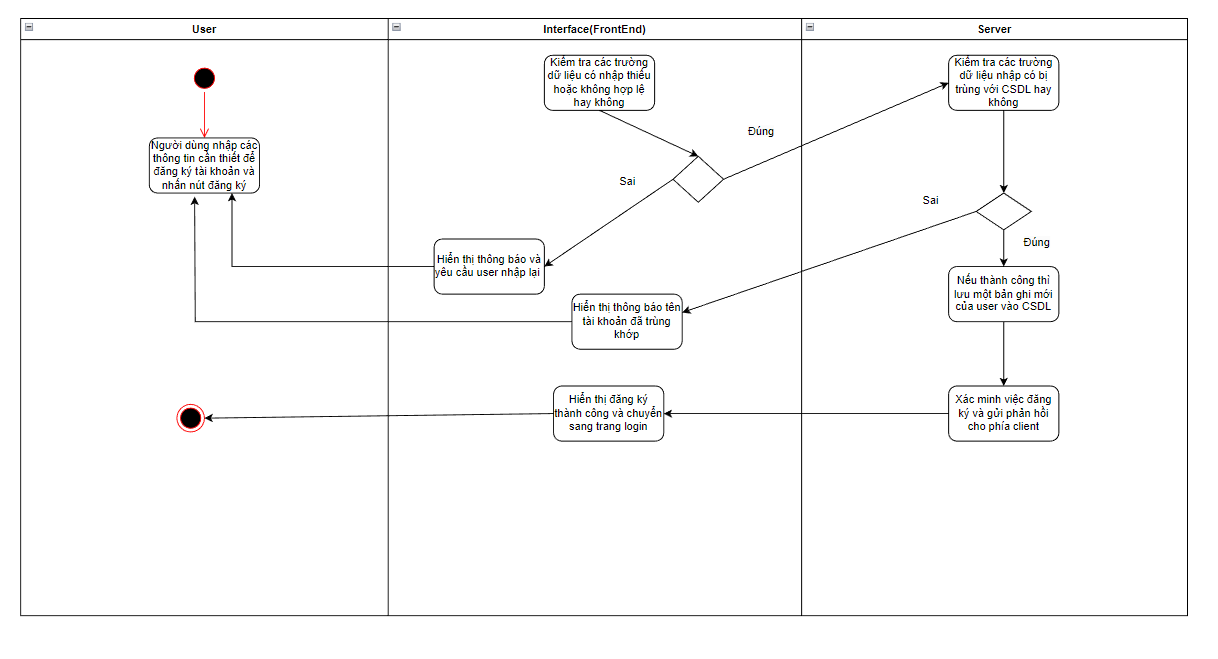 User
Interface(FrontEnd)
Server
Người dùng nhập các
thông tin cần thiết để
đăng ký tài khoản và
nhấn nút đăng ký
Kiểm tra các trường
dữ liệu có nhập thiếu
hoặc không hợp lệ
hay không
Kiểm tra các trường
dữ liệu nhập có bị
trùng với CSDL hay
không
Đúng
Sai
Sai
Đúng
Hiển thị thông báo và
yêu cầu user nhập lại
Hiển thị thông báo tên
tài khoản đã trùng
khớp
Nếu thành công thì
lưu một bản ghi mới
của user vào CSDL
Hiển thị đăng ký
thành công và chuyển
sang trang login
Xác minh việc đăng
ký và gửi phản hồi
cho phía client